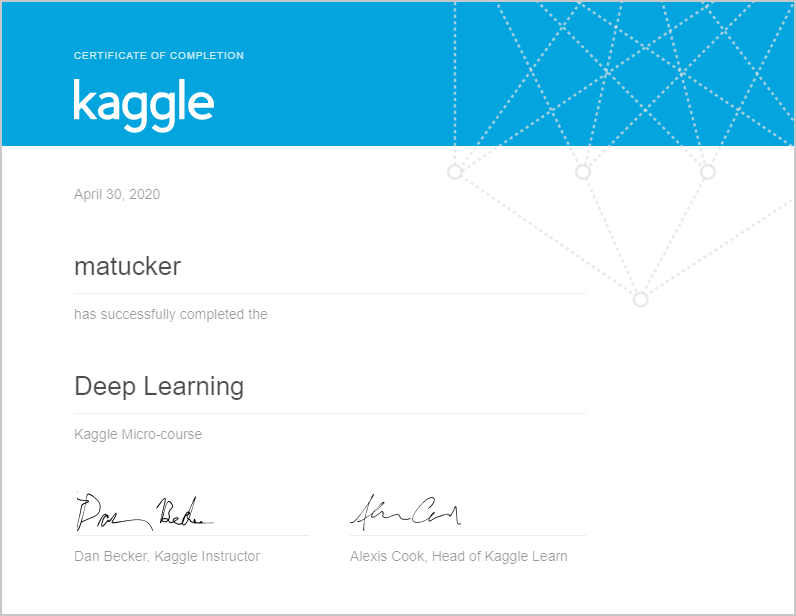 CERTIFICATE OF COMPLETION
kaggle
April 30, 2020
matucker
has successfully completed the
Deep Learning
Kaggle Micro-course
Dan Becker
Alexis Cook
Dan Becker, Kaggle Instructor
Alexis Cook, Head of Kaggle Learn